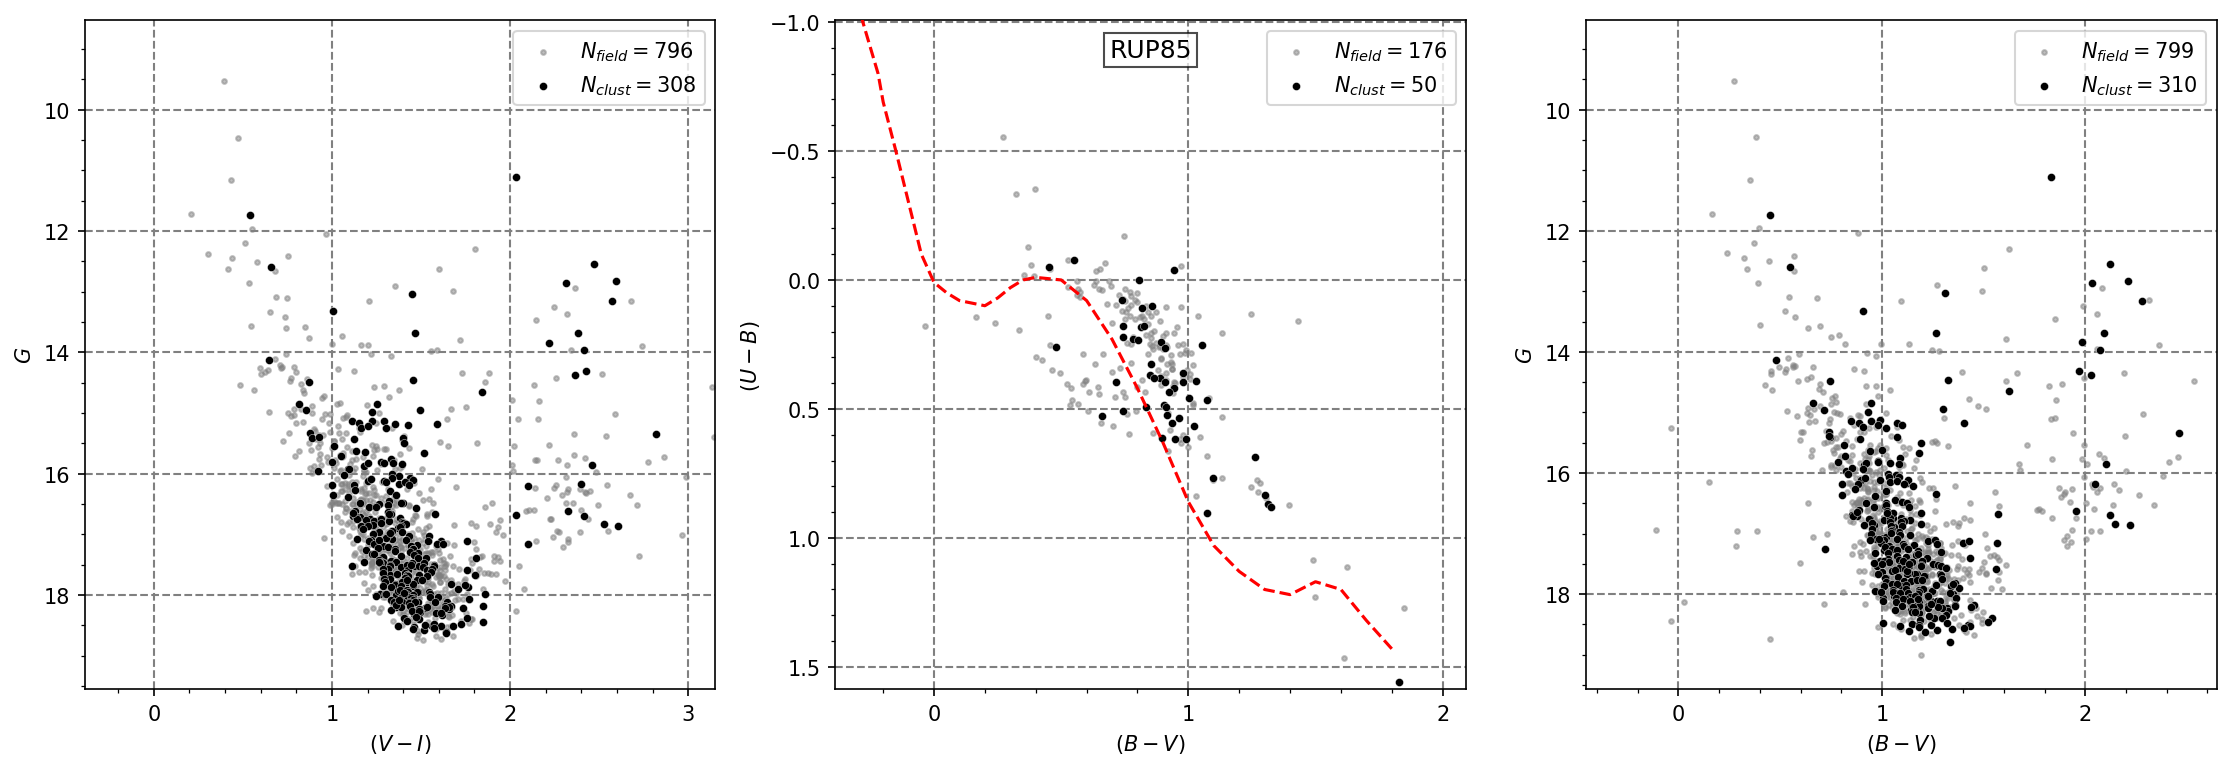 N_field = 796
N_clust = 308
10
12
14
16
18
G
0
1
2
3
(V − I)
RUP85
N_field = 176
N_clust = 50
−1.0
−0.5
0.0
0.5
1.0
1.5
(U − B)
0
1
2
(B − V)
N_field = 799
N_clust = 310
10
12
14
16
18
G
0
1
2
(B − V)